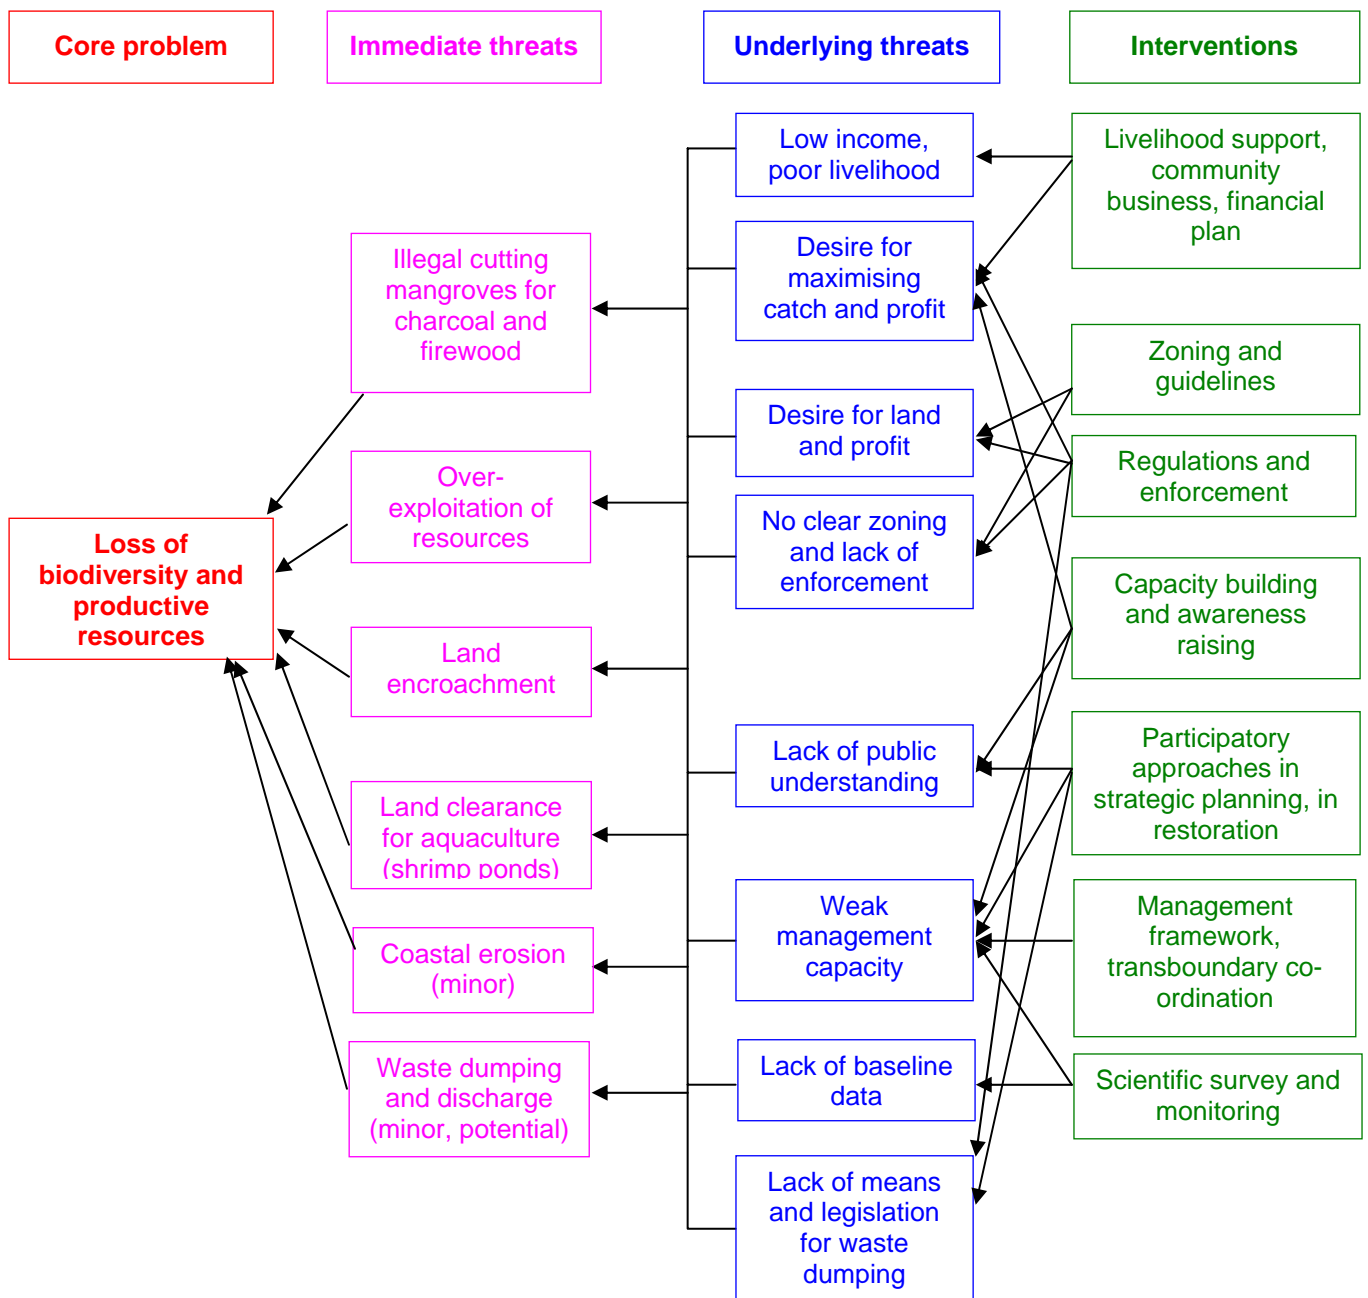 Core problem
Immediate threats
Underlying threats
Interventions
Loss of
biodiversity and
productive
resources
Illegal cutting
mangroves for
charcoal and
firewood
Over-
exploitation of
resources
Land
encroachment
Land clearance
for aquaculture
(shrimp ponds)
Coastal erosion
(minor)
Waste dumping
and discharge
(minor, potential)
Low income,
poor livelihood
Desire for
maximising
catch and profit
Desire for land
and profit
No clear zoning
and lack of
enforcement
Lack of public
understanding
Weak
management
capacity
Lack of baseline
data
Lack of means
and legislation
for waste
dumping
Livelihood support,
community
business, financial
plan
Zoning and
guidelines
Regulations and
enforcement
Capacity building
and awareness
raising
Participatory
approaches in
strategic planning, in
restoration
Management
framework,
transboundary co-
ordination
Scientific survey and
monitoring